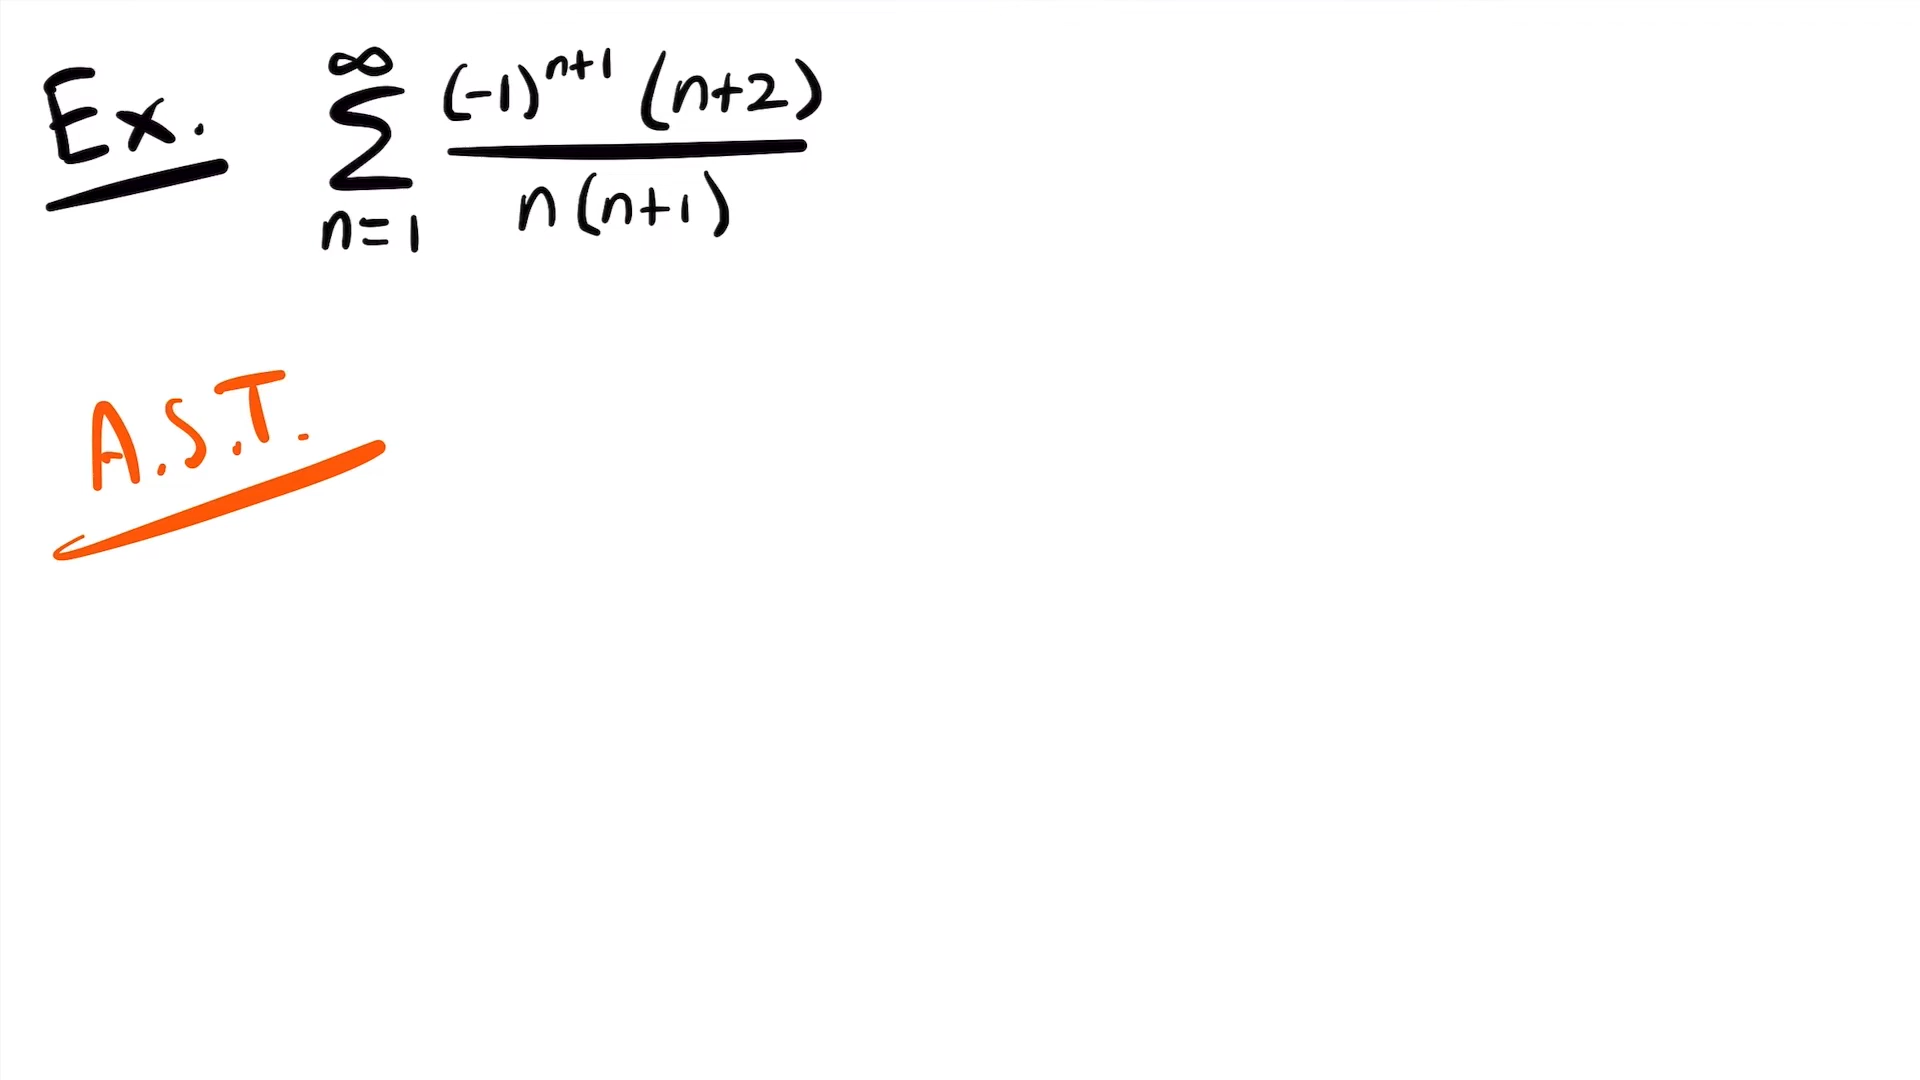 Ex. ∞ Σ n=1 (-1)^{n+1} (n+2) / n(n+1)
A.S.T.